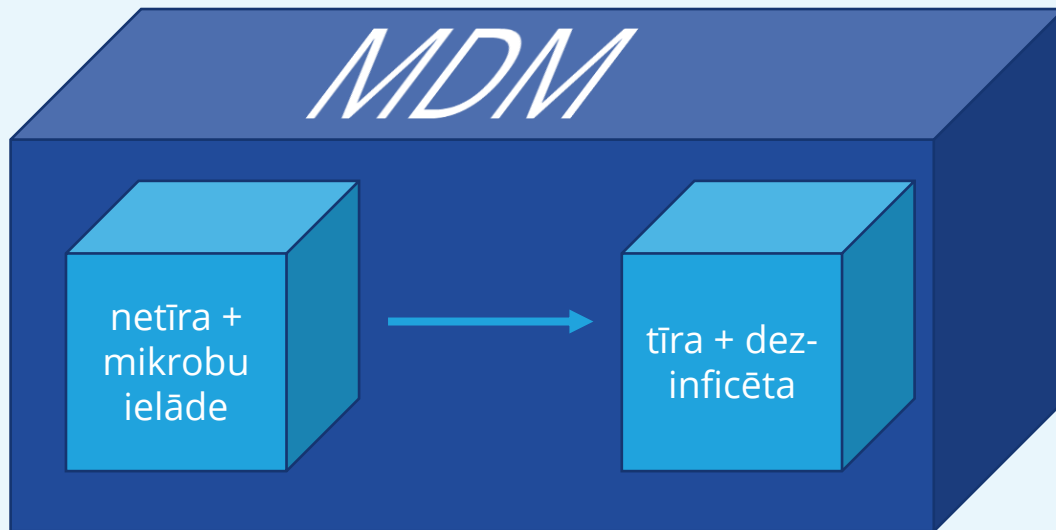 MDM
netīra +
mikrobu
ielāde
tīra + dez-
inficēta